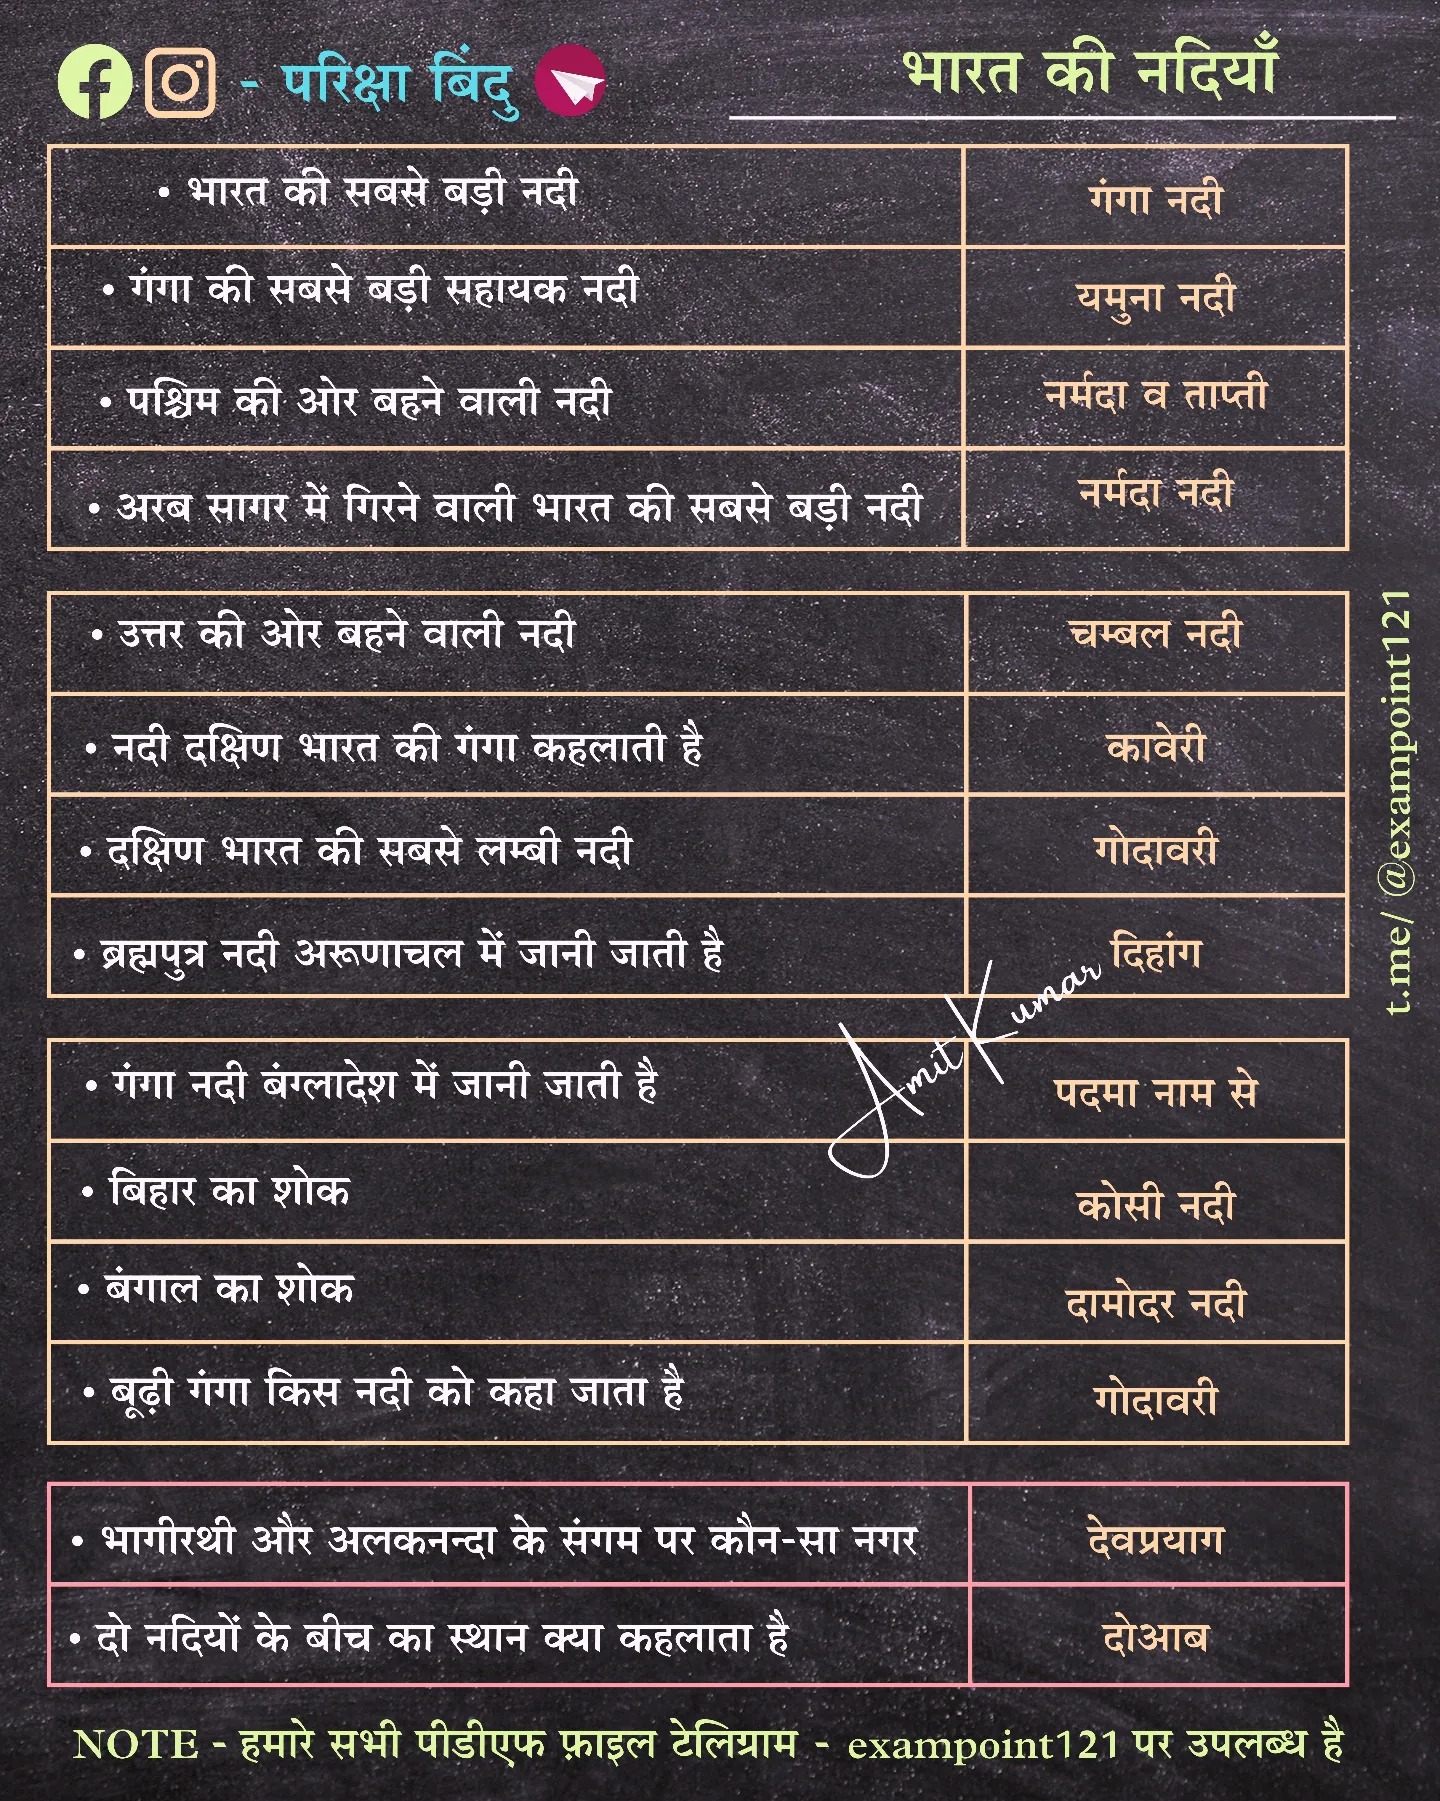 - परिक्षा बिंदु
भारत की नदियाँ
• भारत की सबसे बड़ी नदी
गंगा नदी
• गंगा की सबसे बड़ी सहायक नदी
यमुना नदी
• पश्चिम की ओर बहने वाली नदी
नर्मदा व ताप्ती
• अरब सागर में गिरने वाली भारत की सबसे बड़ी नदी
नर्मदा नदी
• उत्तर की ओर बहने वाली नदी
चम्बल नदी
• नदी दक्षिण भारत की गंगा कहलाती है
कावेरी
• दक्षिण भारत की सबसे लम्बी नदी
गोदावरी
• ब्रह्मपुत्र नदी अरूणाचल में जानी जाती है
दिहांग
Amit Kumar
• गंगा नदी बंग्लादेश में जानी जाती है
पदमा नाम से
• बिहार का शोक
कोसी नदी
• बंगाल का शोक
दामोदर नदी
• बूढ़ी गंगा किस नदी को कहा जाता है
गोदावरी
• भागीरथी और अलकनन्दा के संगम पर कौन-सा नगर
देवप्रयाग
• दो नदियों के बीच का स्थान क्या कहलाता है
दोआब
t.me/ @exampoint121
NOTE - हमारे सभी पीडीएफ फ़ाइल टेलिग्राम - exampoint121 पर उपलब्ध है